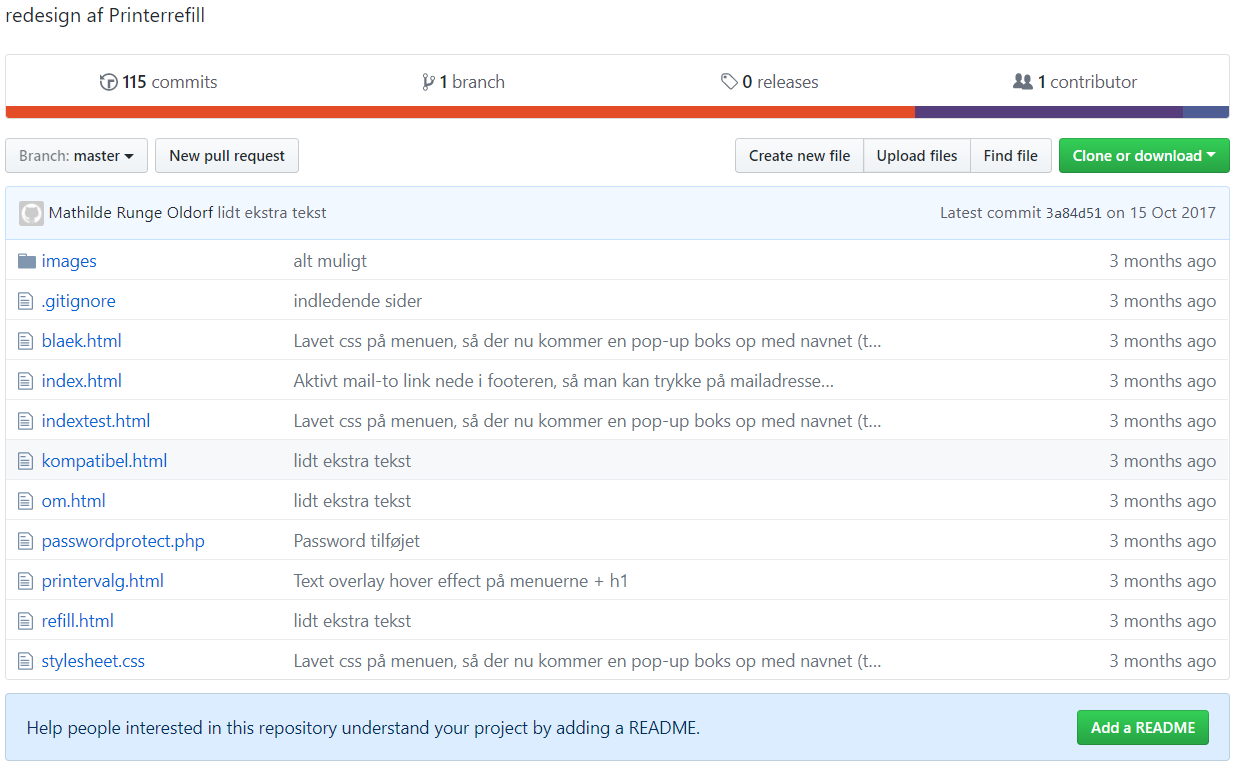 redesign af Printerrefill
115 commits 1 branch 0 releases 1 contributor
Branch: master New pull request Create new file Upload files Find file Clone or download
Mathilde Runge Oldorf lidt ekstra tekst Latest commit 3a84d51 on 15 Oct 2017
images alt muligt 3 months ago
.gitignore indledende sider 3 months ago
blaek.html Lavet css på menuen, så der nu kommer en pop-up boks op med navnet (t... 3 months ago
index.html Aktivt mail-to link nede i footeren, så man kan trykke på mailadresse... 3 months ago
indextest.html Lavet css på menuen, så der nu kommer en pop-up boks op med navnet (t... 3 months ago
kompatibel.html lidt ekstra tekst 3 months ago
om.html lidt ekstra tekst 3 months ago
passwordprotect.php Password tilføjet 3 months ago
printervalg.html Text overlay hover effect på menuerne + h1 3 months ago
refill.html lidt ekstra tekst 3 months ago
stylesheet.css Lavet css på menuen, så der nu kommer en pop-up boks op med navnet (t... 3 months ago
Help people interested in this repository understand your project by adding a README. Add a README